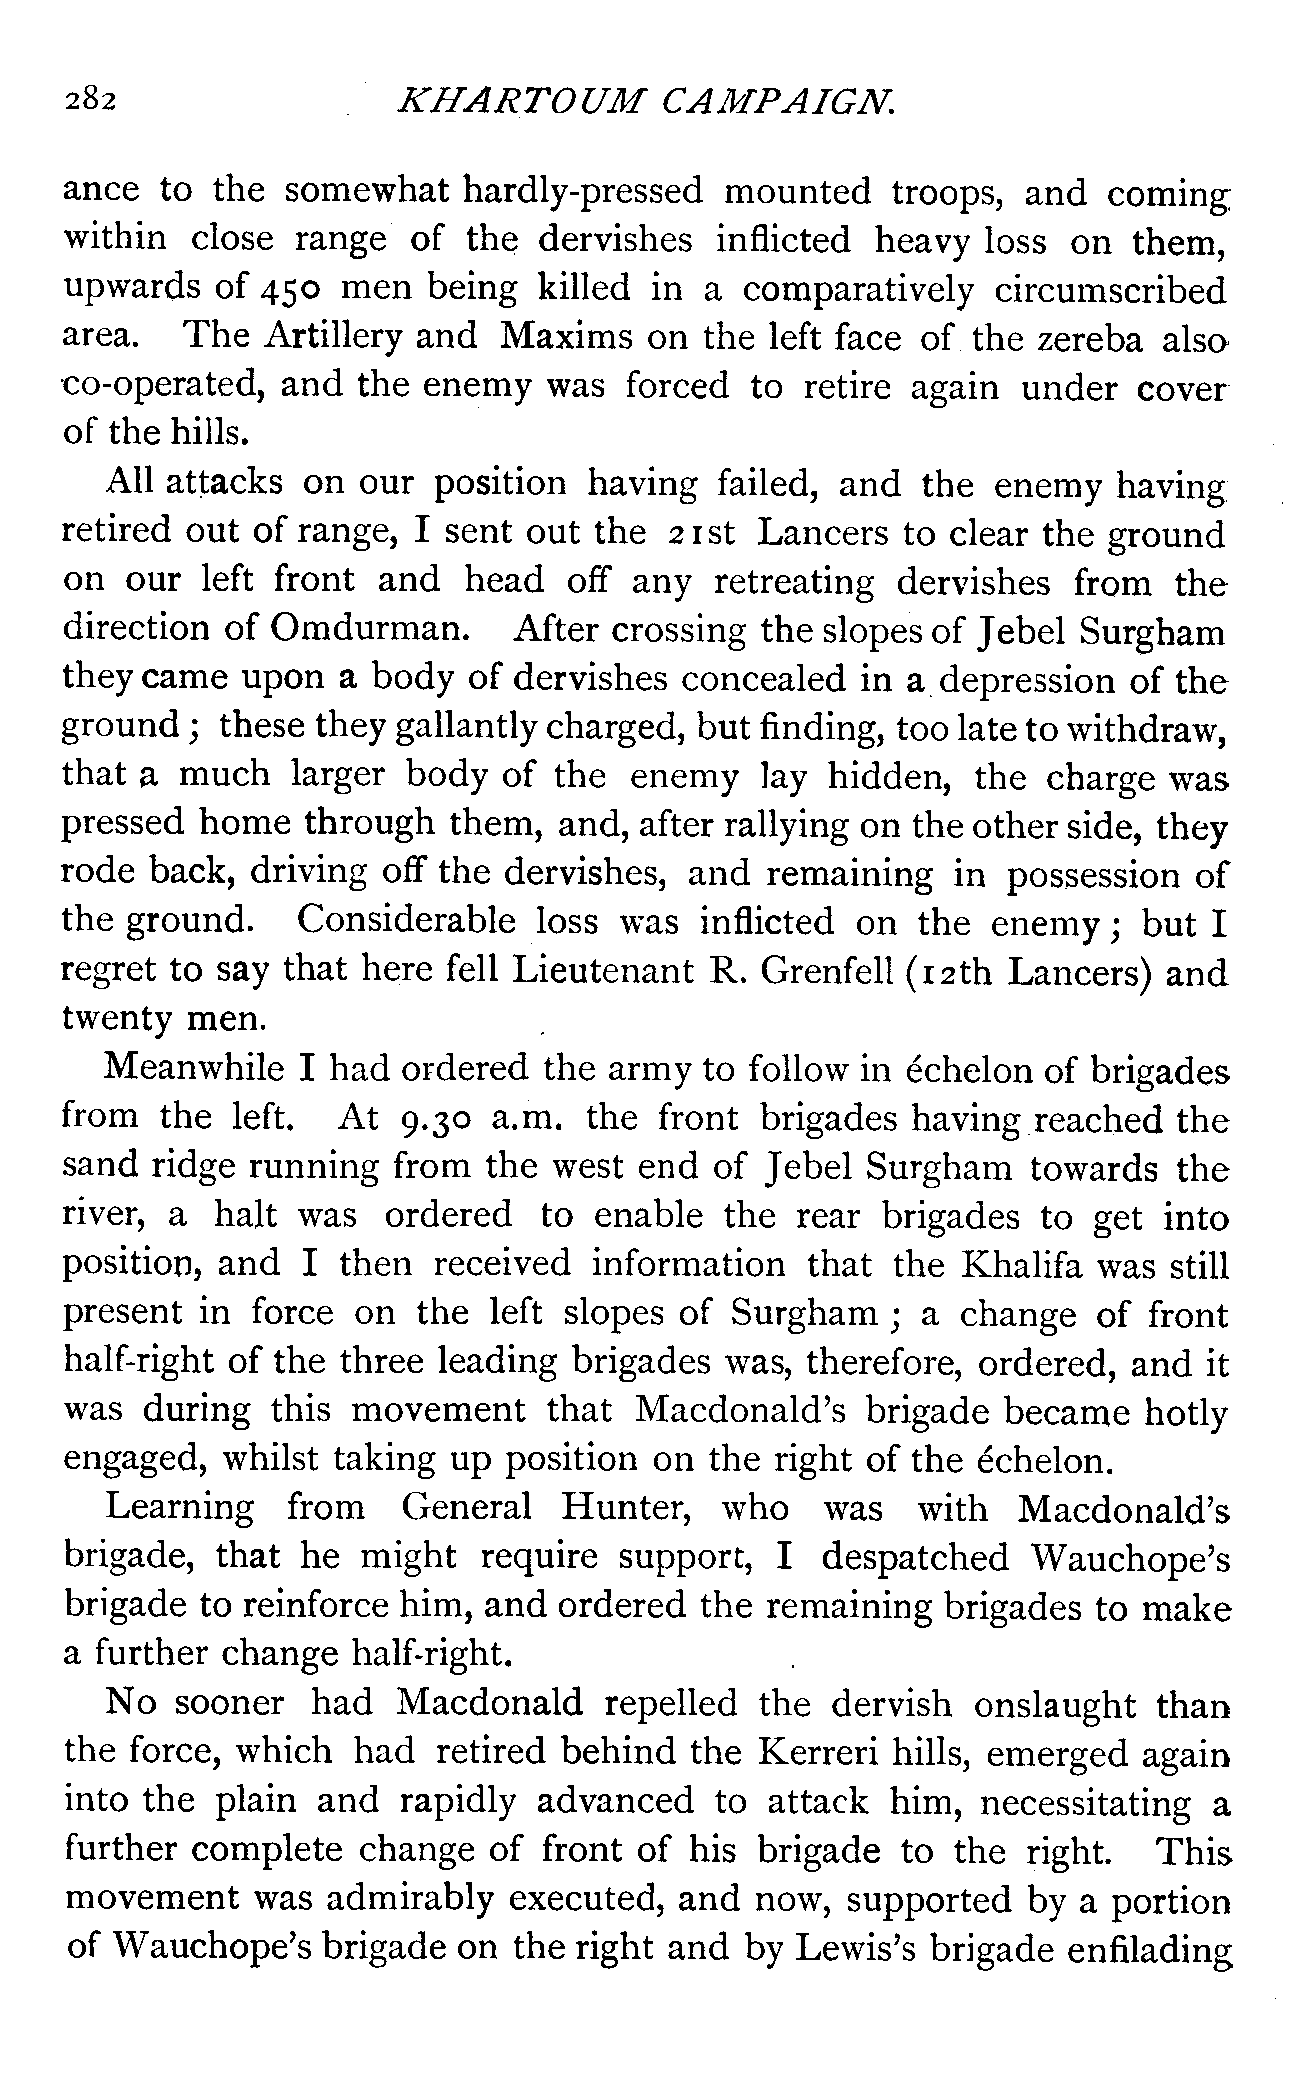 282 KHARTOUM CAMPAIGN.
ance to the somewhat hardly-pressed mounted troops, and coming
within close range of the dervishes inflicted heavy loss on them,
upwards of 450 men being killed in a comparatively circumscribed
area. The Artillery and Maxims on the left face of the zereba also
co-operated, and the enemy was forced to retire again under cover
of the hills.
All attacks on our position having failed, and the enemy having
retired out of range, I sent out the 21st Lancers to clear the ground
on our left front and head off any retreating dervishes from the
direction of Omdurman. After crossing the slopes of Jebel Surgham
they came upon a body of dervishes concealed in a depression of the
ground ; these they gallantly charged, but finding, too late to withdraw,
that a much larger body of the enemy lay hidden, the charge was
pressed home through them, and, after rallying on the other side, they
rode back, driving off the dervishes, and remaining in possession of
the ground. Considerable loss was inflicted on the enemy ; but I
regret to say that here fell Lieutenant R. Grenfell (12th Lancers) and
twenty men.
Meanwhile I had ordered the army to follow in échelon of brigades
from the left. At 9.30 a.m. the front brigades having reached the
sand ridge running from the west end of Jebel Surgham towards the
river, a halt was ordered to enable the rear brigades to get into
position, and I then received information that the Khalifa was still
present in force on the left slopes of Surgham ; a change of front
half-right of the three leading brigades was, therefore, ordered, and it
was during this movement that Macdonald's brigade became hotly
engaged, whilst taking up position on the right of the échelon.
Learning from General Hunter, who was with Macdonald's
brigade, that he might require support, I despatched Wauchope's
brigade to reinforce him, and ordered the remaining brigades to make
a further change half-right.
No sooner had Macdonald repelled the dervish onslaught than
the force, which had retired behind the Kerreri hills, emerged again
into the plain and rapidly advanced to attack him, necessitating a
further complete change of front of his brigade to the right. This
movement was admirably executed, and now, supported by a portion
of Wauchope's brigade on the right and by Lewis's brigade enfilading